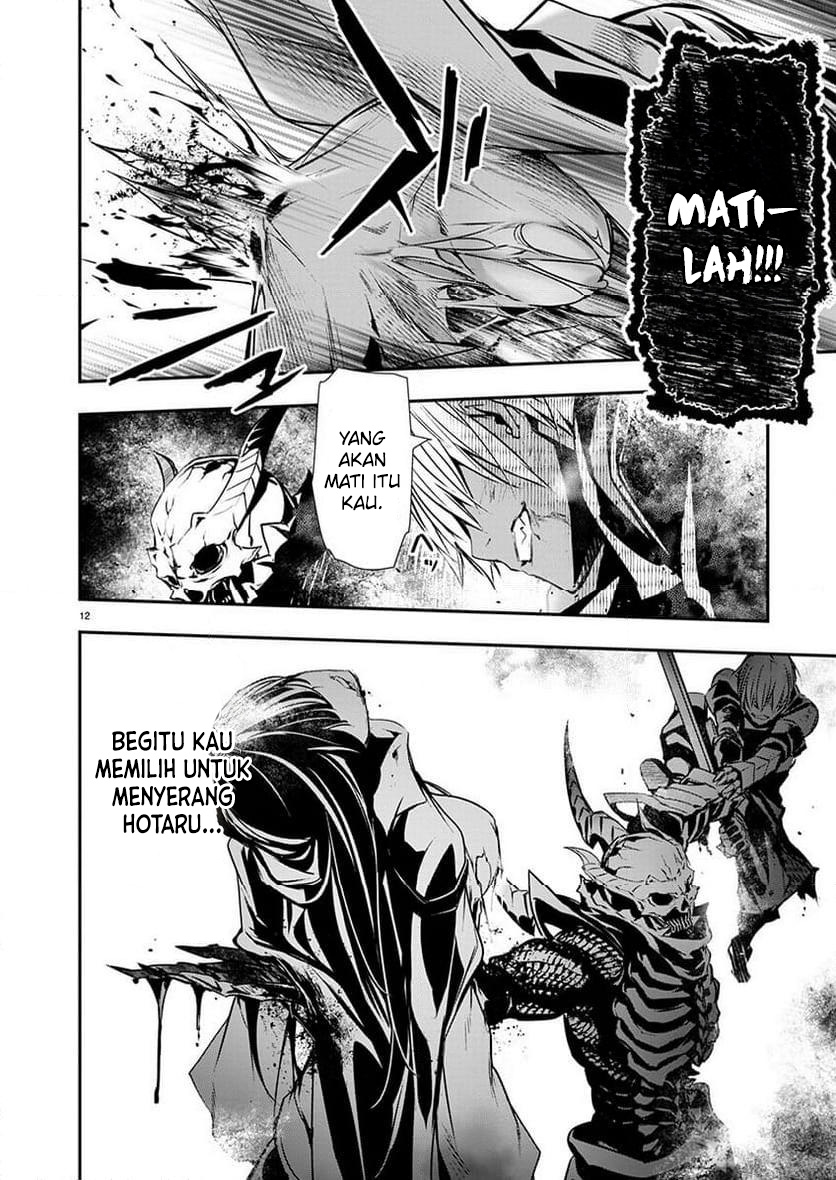 MATI-
LAH!!!
YANG
AKAN
MATI ITU
KAU.
12
BEGITU KAU
MEMILIH UNTUK
MENYERANG
HOTARU...